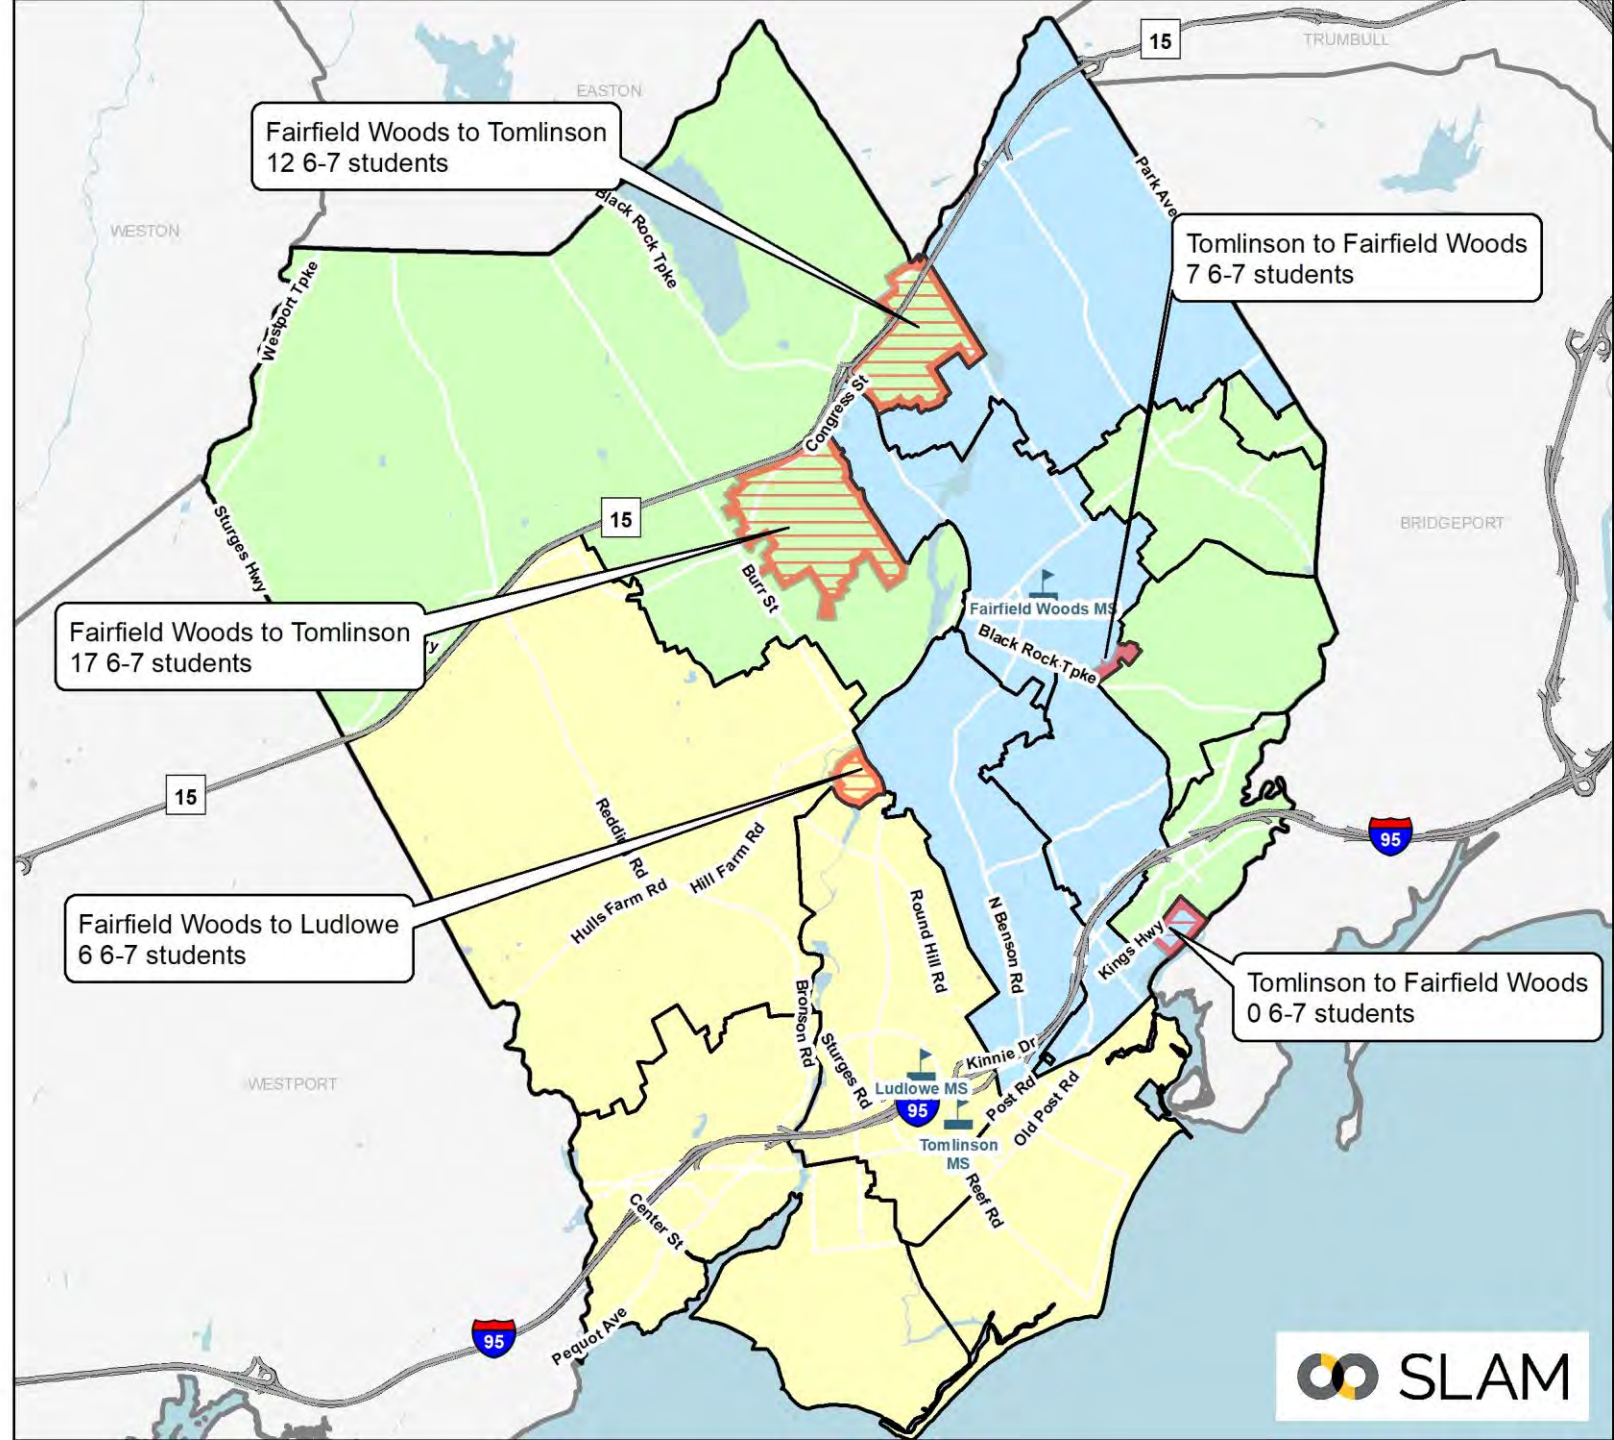 15
TRUMBULL
EASTON
Fairfield Woods to Tomlinson
12 6-7 students
Park Ave
Black Rock Tpke
WESTON
Tomlinson to Fairfield Woods
7 6-7 students
Westport Tpke
Congress St
15
BRIDGEPORT
Sturges Hwy
Burr St
Fairfield Woods MS
Fairfield Woods to Tomlinson
17 6-7 students
Black Rock Tpke
15
95
Hill Farm Rd
Hulls Farm Rd
Round Hill Rd
N Benson Rd
Fairfield Woods to Ludlowe
6 6-7 students
Kings Hwy
Tomlinson to Fairfield Woods
0 6-7 students
Bronson Rd
Sturges Rd
Kinnie Dr
WESTPORT
Ludlowe MS
95
Post Rd
Old Post Rd
Tomlinson
MS
Reef Rd
Center St
95
Pequot Ave
SLAM